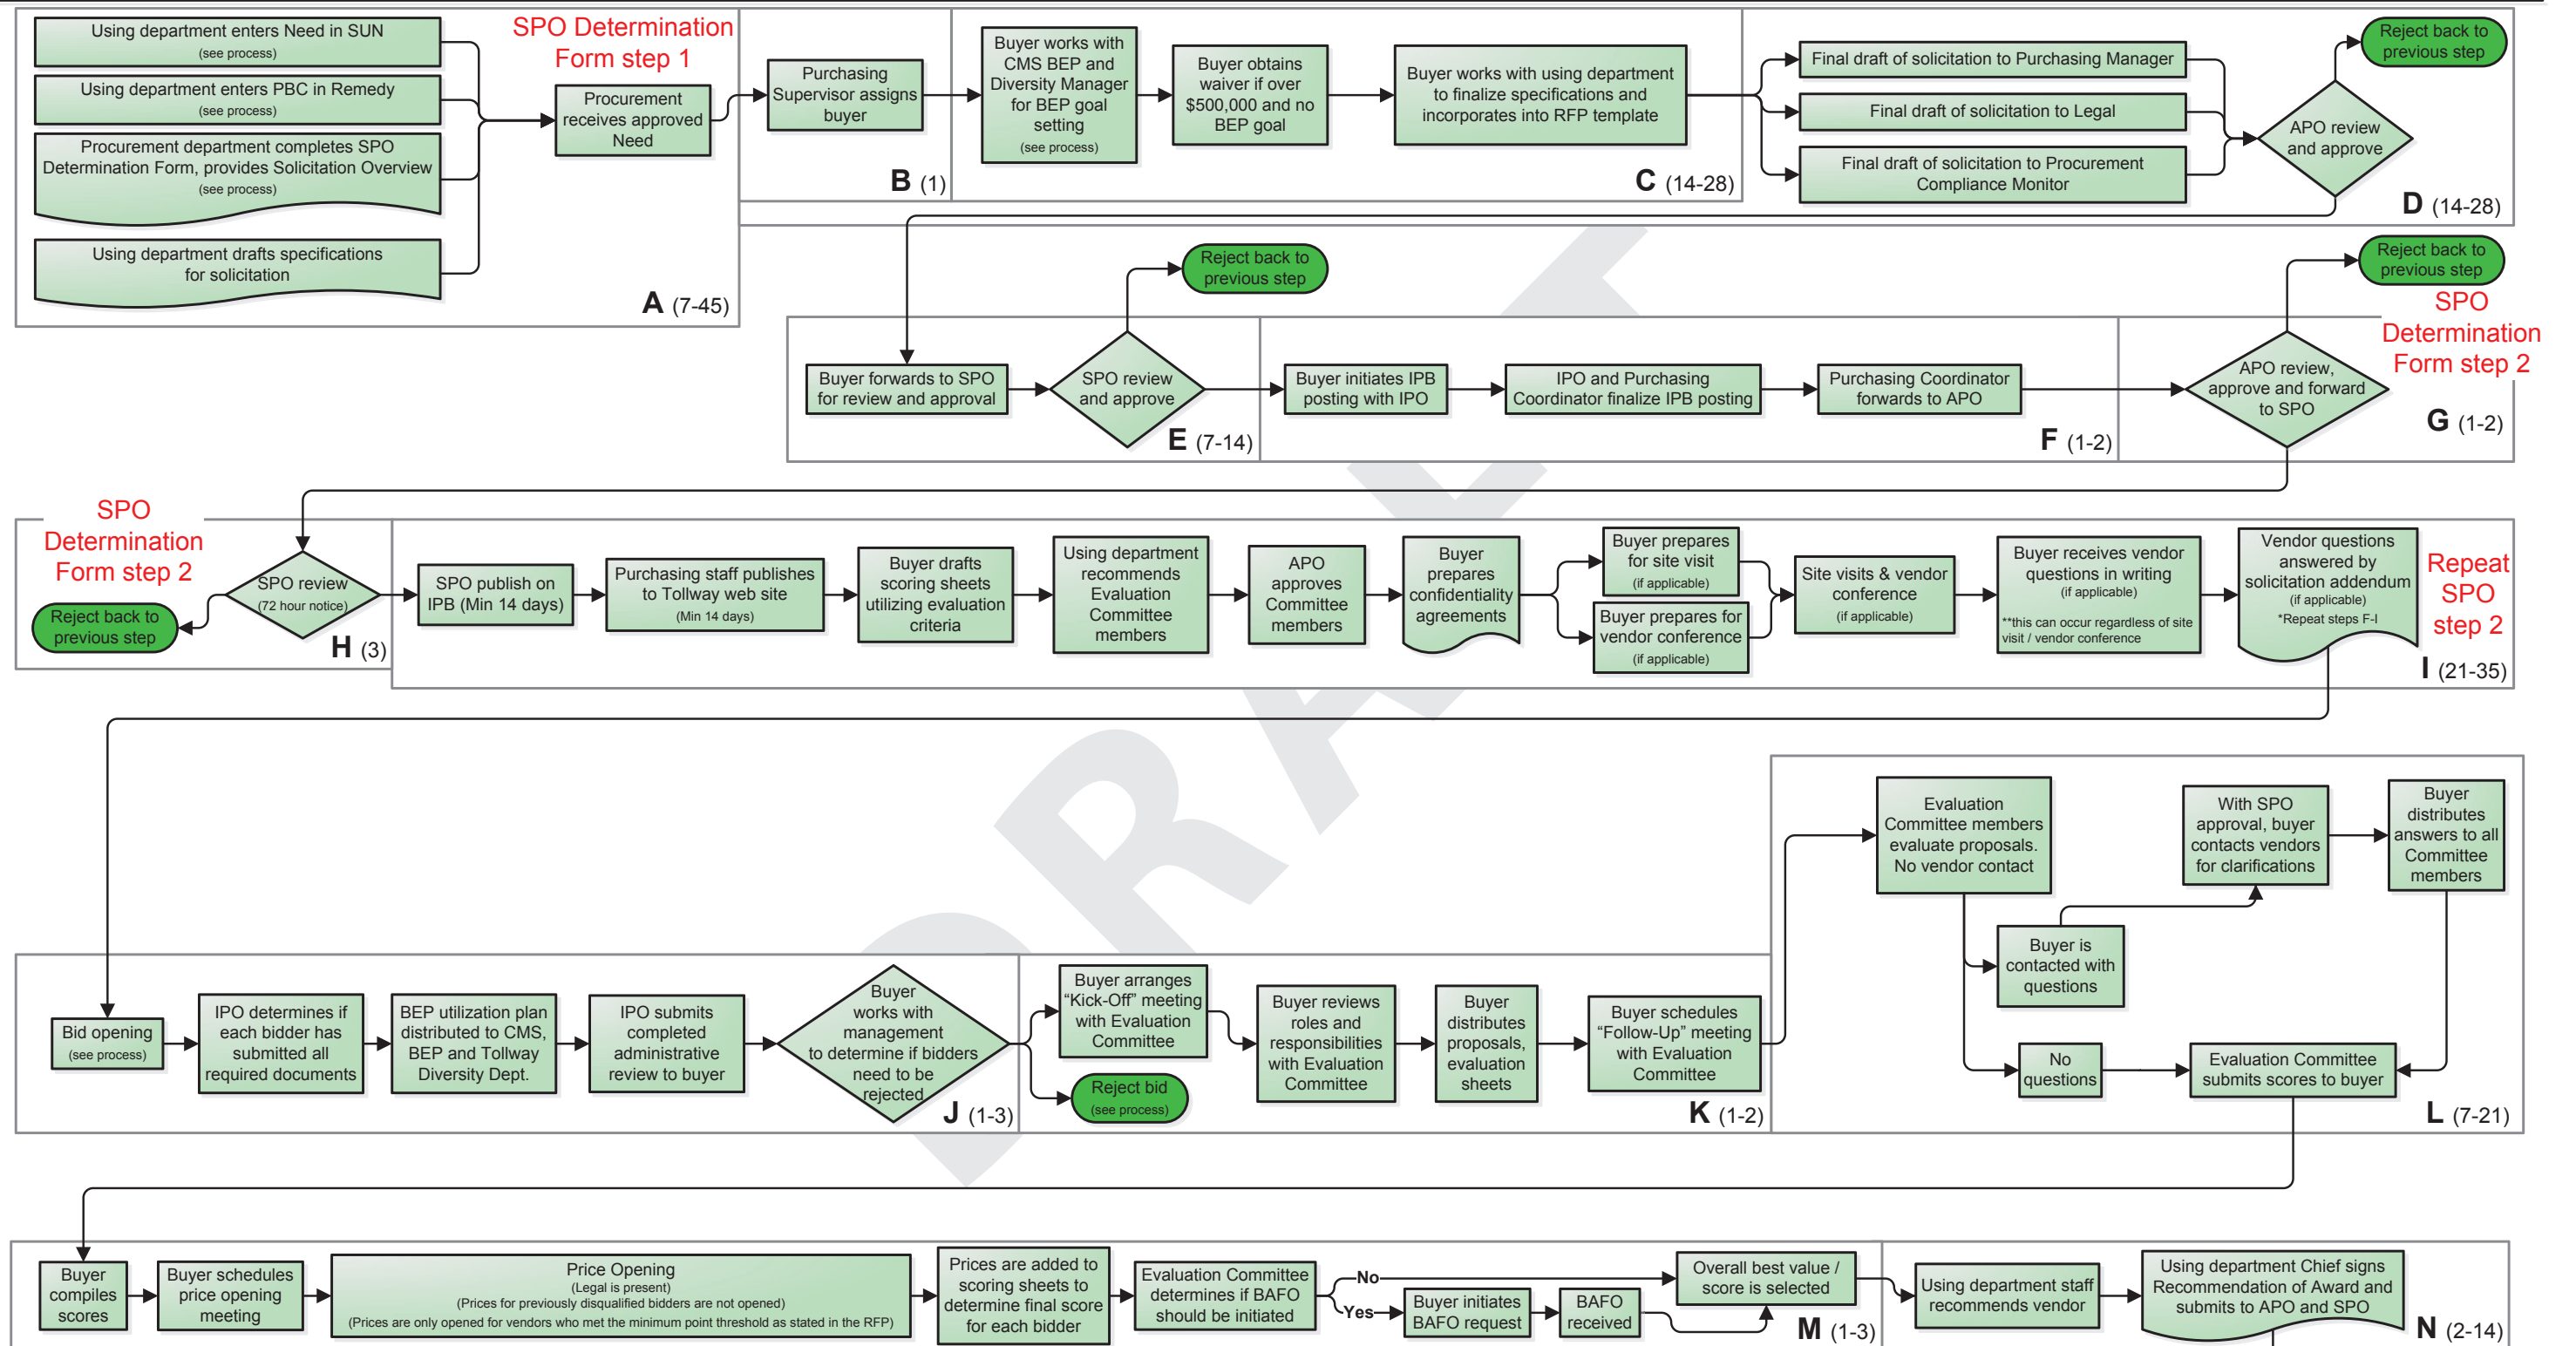 Using department enters Need in SUN
(see process)
Using department enters PBC in Remedy
(see process)
Procurement department completes SPO
Determination Form, provides Solicitation Overview
(see process)
Using department drafts specifications
for solicitation
SPO Determination
Form step 1
Procurement
receives approved
Need
A (7-45)
Purchasing
Supervisor assigns
buyer
B (1)
Buyer works with
CMS BEP and
Diversity Manager
for BEP goal
setting
(see process)
Buyer obtains
waiver if over
$500,000 and no
BEP goal
Buyer works with using department
to finalize specifications and
incorporates into RFP template
C (14-28)
Final draft of solicitation to Purchasing Manager
Final draft of solicitation to Legal
Final draft of solicitation to Procurement
Compliance Monitor
Reject back to
previous step
APO review
and approve
D (14-28)
Buyer forwards to SPO
for review and approval
Reject back to
previous step
SPO review
and approve
E (7-14)
Buyer initiates IPB
posting with IPO
IPO and Purchasing
Coordinator finalize IPB posting
Purchasing Coordinator
forwards to APO
F (1-2)
Reject back to
previous step
SPO
Determination
Form step 2
APO review,
approve and forward
to SPO
G (1-2)
SPO
Determination
Form step 2
Reject back to
previous step
SPO review
(72 hour notice)
H (3)
SPO publish on
IPB (Min 14 days)
Purchasing staff publishes
to Tollway web site
(Min 14 days)
Buyer drafts
scoring sheets
utilizing evaluation
criteria
Using department
recommends
Evaluation
Committee
members
APO
approves
Committee
members
Buyer
prepares
confidentiality
agreements
Buyer prepares
for site visit
(if applicable)
Buyer prepares for
vendor conference
(if applicable)
Site visits & vendor
conference
(if applicable)
Buyer receives vendor
questions in writing
(if applicable)
**this can occur regardless of site
visit / vendor conference
Vendor questions
answered by
solicitation addendum
(if applicable)
*Repeat steps F-I
Repeat
SPO
step 2
I (21-35)
DRAFT
Bid opening
(see process)
IPO determines if
each bidder has
submitted all
required documents
BEP utilization plan
distributed to CMS,
BEP and Tollway
Diversity Dept.
IPO submits
completed
administrative
review to buyer
Buyer
works with
management
to determine if bidders
need to be
rejected
J (1-3)
Buyer arranges
“Kick-Off” meeting
with Evaluation
Committee
Reject bid
(see process)
Buyer reviews
roles and
responsibilities
with Evaluation
Committee
Buyer
distributes
proposals,
evaluation
sheets
Buyer schedules
“Follow-Up” meeting
with Evaluation
Committee
K (1-2)
Evaluation
Committee members
evaluate proposals.
No vendor contact
Buyer is
contacted with
questions
With SPO
approval, buyer
contacts vendors
for clarifications
Buyer
distributes
answers to all
Committee
members
No
questions
Evaluation Committee
submits scores to buyer
L (7-21)
Buyer
compiles
scores
Buyer schedules
price opening
meeting
Price Opening
(Legal is present)
(Prices for previously disqualified bidders are not opened)
(Prices are only opened for vendors who met the minimum point threshold as stated in the RFP)
Prices are added to
scoring sheets to
determine final score
for each bidder
Evaluation Committee
determines if BAFO
should be initiated
No
Yes
Buyer initiates
BAFO request
BAFO
received
Overall best value /
score is selected
M (1-3)
Using department staff
recommends vendor
Using department Chief signs
Recommendation of Award and
submits to APO and SPO
N (2-14)